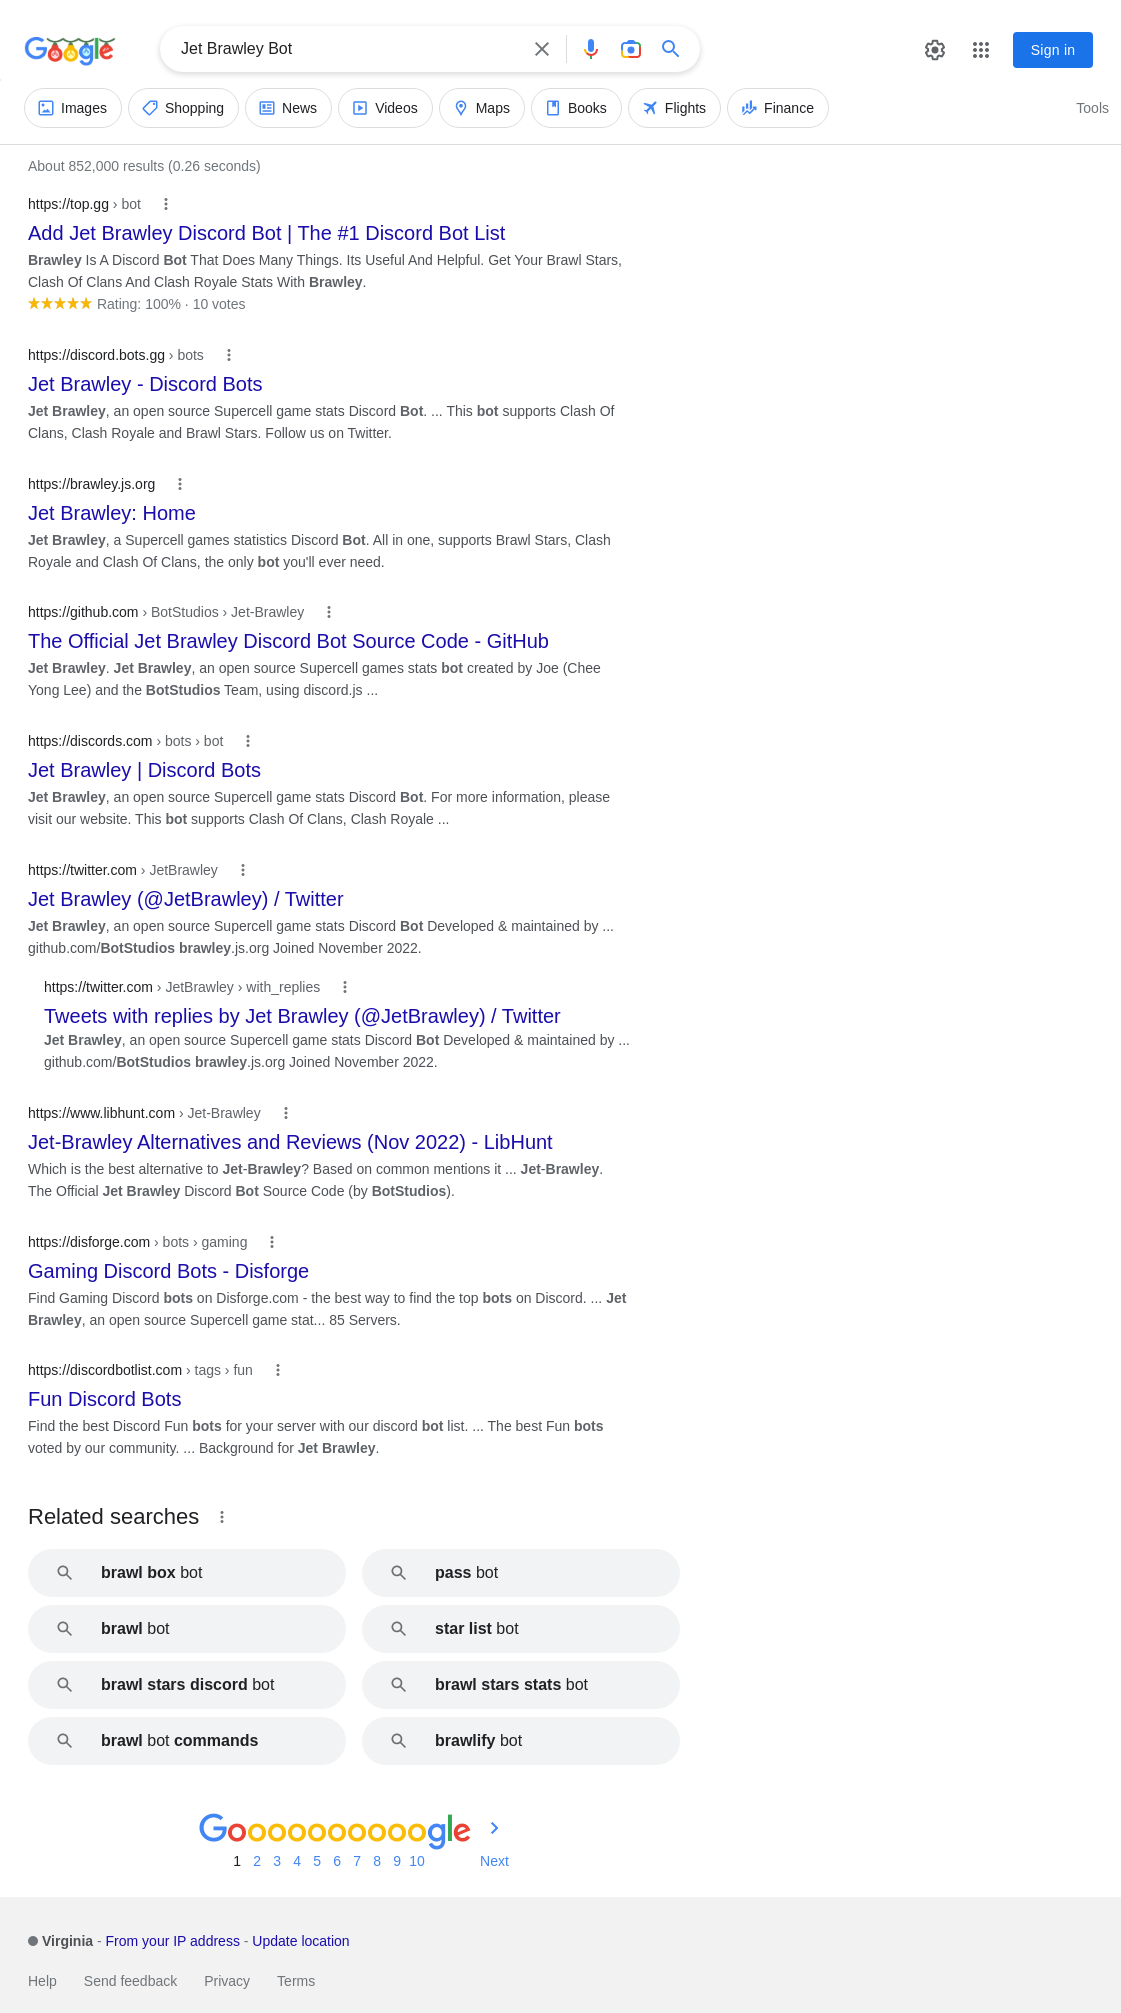 Google
Jet Brawley Bot
Sign in
Images
Shopping
News
Videos
Maps
Books
Flights
Finance
Tools
About 852,000 results (0.26 seconds)
https://top.gg › bot
Add Jet Brawley Discord Bot | The #1 Discord Bot List
Brawley Is A Discord Bot That Does Many Things. Its Useful And Helpful. Get Your Brawl Stars,
Clash Of Clans And Clash Royale Stats With Brawley.
Rating: 100% · 10 votes
https://discord.bots.gg › bots
Jet Brawley - Discord Bots
Jet Brawley, an open source Supercell game stats Discord Bot. ... This bot supports Clash Of
Clans, Clash Royale and Brawl Stars. Follow us on Twitter.
https://brawley.js.org
Jet Brawley: Home
Jet Brawley, a Supercell games statistics Discord Bot. All in one, supports Brawl Stars, Clash
Royale and Clash Of Clans, the only bot you'll ever need.
https://github.com › BotStudios › Jet-Brawley
The Official Jet Brawley Discord Bot Source Code - GitHub
Jet Brawley. Jet Brawley, an open source Supercell games stats bot created by Joe (Chee
Yong Lee) and the BotStudios Team, using discord.js ...
https://discords.com › bots › bot
Jet Brawley | Discord Bots
Jet Brawley, an open source Supercell game stats Discord Bot. For more information, please
visit our website. This bot supports Clash Of Clans, Clash Royale ...
https://twitter.com › JetBrawley
Jet Brawley (@JetBrawley) / Twitter
Jet Brawley, an open source Supercell game stats Discord Bot Developed & maintained by ...
github.com/BotStudios brawley.js.org Joined November 2022.
https://twitter.com › JetBrawley › with_replies
Tweets with replies by Jet Brawley (@JetBrawley) / Twitter
Jet Brawley, an open source Supercell game stats Discord Bot Developed & maintained by ...
github.com/BotStudios brawley.js.org Joined November 2022.
https://www.libhunt.com › Jet-Brawley
Jet-Brawley Alternatives and Reviews (Nov 2022) - LibHunt
Which is the best alternative to Jet-Brawley? Based on common mentions it ... Jet-Brawley.
The Official Jet Brawley Discord Bot Source Code (by BotStudios).
https://disforge.com › bots › gaming
Gaming Discord Bots - Disforge
Find Gaming Discord bots on Disforge.com - the best way to find the top bots on Discord. ... Jet
Brawley, an open source Supercell game stat... 85 Servers.
https://discordbotlist.com › tags › fun
Fun Discord Bots
Find the best Discord Fun bots for your server with our discord bot list. ... The best Fun bots
voted by our community. ... Background for Jet Brawley.
Related searches
brawl box bot
pass bot
brawl bot
star list bot
brawl stars discord bot
brawl stars stats bot
brawl bot commands
brawlify bot
Goooooooooogle
1 2 3 4 5 6 7 8 9 10 Next
Virginia - From your IP address - Update location
Help Send feedback Privacy Terms